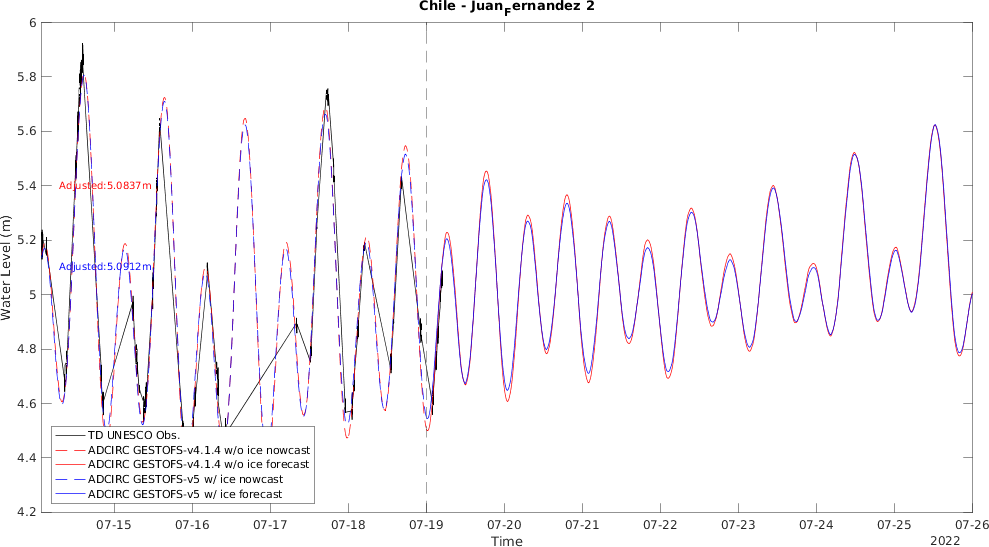 Chile - Juan_Fernandez 2
6
5.8
5.6
5.4
5.2
5
4.8
4.6
4.4
4.2
Water Level (m)
Adjusted:5.0837m
Adjusted:5.0912m
TD UNESCO Obs.
ADCIRC GESTOFS-v4.1.4 w/o ice nowcast
ADCIRC GESTOFS-v4.1.4 w/o ice forecast
ADCIRC GESTOFS-v5 w/ ice nowcast
ADCIRC GESTOFS-v5 w/ ice forecast
07-15 07-16 07-17 07-18 07-19 07-20 07-21 07-22 07-23 07-24 07-25 07-26
Time
2022